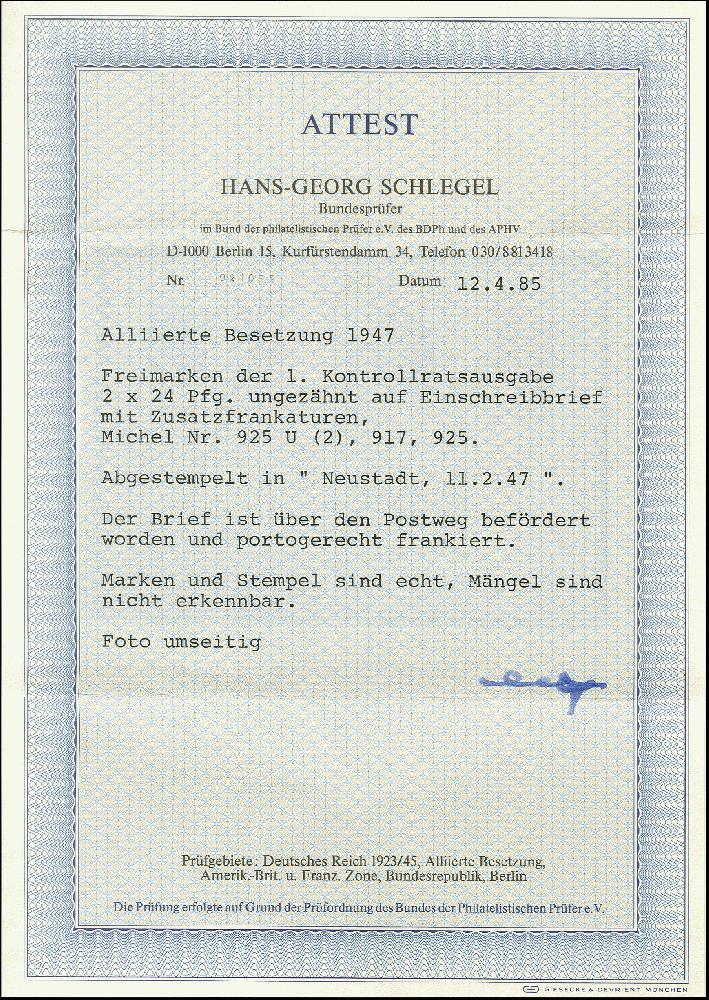 ATTEST
HANS-GEORG SCHLEGEL
Bundesprüfer
im Bund der philatelistischen Prüfer e.V. des BDPh und des APHV
D-1000 Berlin 15, Kurfürstendamm 34, Telefon 030/8813418
Nr. Datum 12.4.85
Alliierte Besetzung 1947
Freimarken der 1. Kontrollratsausgabe
2 x 24 Pfg. ungezähnt auf Einschreibbrief
mit Zusatzfrankaturen,
Michel Nr. 925 U (2), 917, 925.
Abgestempelt in " Neustadt, 11.2.47 ".
Der Brief ist über den Postweg befördert
worden und portogerecht frankiert.
Marken und Stempel sind echt, Mängel sind
nicht erkennbar.
Foto umseitig
Prüfgebiete: Deutsches Reich 1923/45, Alliierte Besetzung,
Amerik.-Brit. u. Franz. Zone, Bundesrepublik, Berlin
Die Prüfung erfolgte auf Grund der Prüfordnung des Bundes der Philatelistischen Prüfer e.V.
GIESECKE & DEVRIENT MÜNCHEN